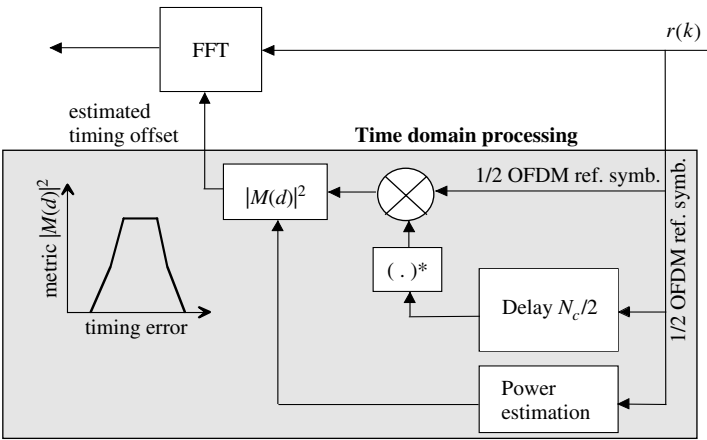 r(k)
FFT
estimated
timing offset
Time domain processing
1/2 OFDM ref. symb.
|M(d)|²
1/2 OFDM ref. symb.
metric |M(d)|²
( . )*
Delay N_c/2
timing error
Power
estimation